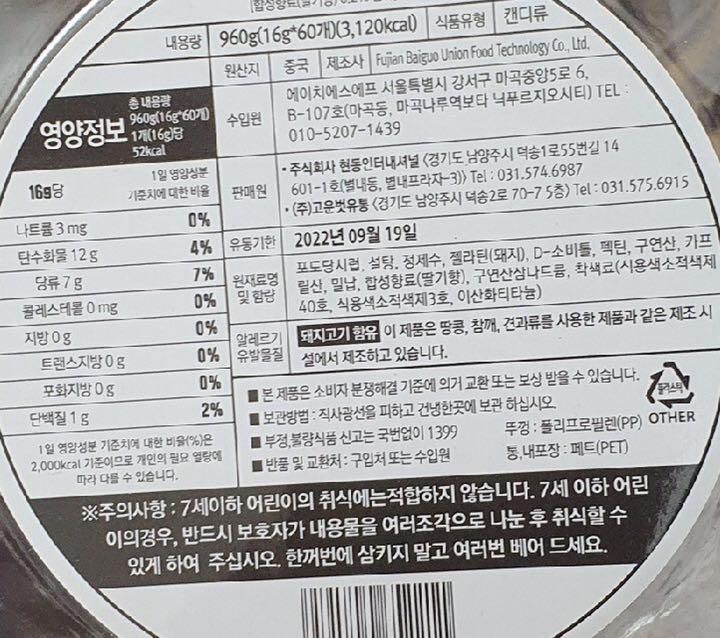 내용량 960g(16g*60개)(3,120kcal) 식품유형 캔디류
원산지 중국 제조사 Fujian Baiguo Union Food Technology Co., Ltd,
영양정보
총 내용량
960g(16g*60개)
1개(16g)당
52kcal
수입원
에이치에스에프 서울특별시 강서구 마곡중앙5로 6,
B-107호(마곡동, 마곡나루역보타 닉푸르지오시티) TEL :
010-5207-1439
16g당
1일 영양성분
기준치에 대한 비율
나트륨 3 mg 0%
탄수화물 12 g 4%
당류 7 g 7%
콜레스테롤 0 mg 0%
지방 0 g 0%
트랜스지방 0 g 0%
포화지방 0 g 0%
단백질 1 g 2%
1일 영양성분 기준치에 대한 비율(%)은
2,000kcal 기준이므로 개인의 필요 열량에
따라 다를 수 있습니다.
판매원
• 주식회사 현동인터내셔널 <경기도 남양주시 덕송1로55번길 14
601-1호(별내동, 별내프라자-3)> Tel : 031.574.6987
• (주)고운벗유통 <경기도 남양주시 덕송2로 70-7 5층> Tel : 031.575.6915
유통기한 2022년 09월 19일
원재료명
및 함량
포도당시럽, 설탕, 정제수, 젤라틴(돼지), D-소비톨, 펙틴, 구연산, 가프
릴산, 밀납, 합성향료(딸기향), 구연산삼나드륨, 착색료(시용색소적색제
40호, 식용색소적색제3호, 이산화티타늄)
알레르기
유발물질
돼지고기 함유 이 제품은 땅콩, 참깨, 견과류를 사용한 제품과 같은 제조 시
설에서 제조하고 있습니다.
■ 본 제품은 소비자 분쟁해결 기준에 의거 교환 또는 보상 받을 수 있습니다.
■ 보관방법 : 직사광선을 피하고 건냉한곳에 보관 하십시오.
■ 부정,불량식품 신고는 국번없이 1399
■ 반품 및 교환처 : 구입처 또는 수입원
뚜껑 : 폴리프로필렌(PP)
통,내포장 : 페트(PET)
플라스틱
OTHER
※주의사항 : 7세이하 어린이의 취식에는적합하지 않습니다. 7세 이하 어린
이의경우, 반드시 보호자가 내용물을 여러조각으로 나눈 후 취식할 수
있게 하여 주십시오. 한꺼번에 삼키지 말고 여러번 베어 드세요.